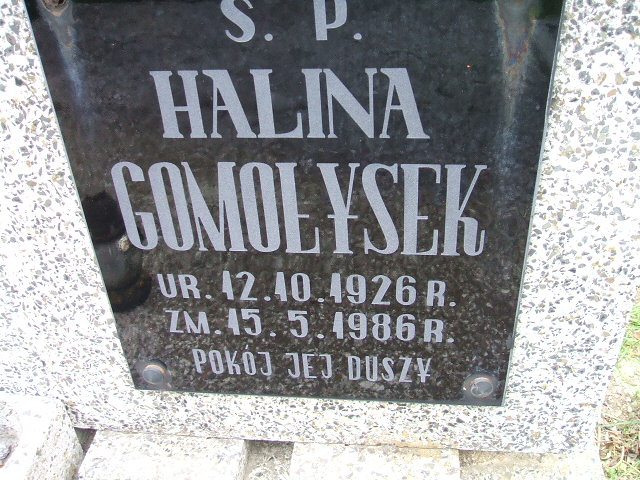 Ś. P.
HALINA
GOMOŁYSEK
UR. 12.10.1926 R.
ZM. 15.5.1986 R.
POKÓJ JEJ DUSZY